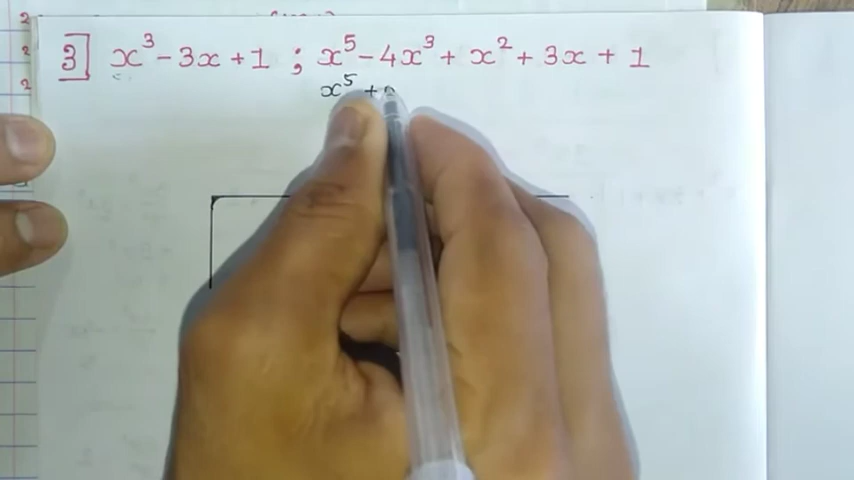 3] x³ - 3x + 1 ; x⁵ - 4x³ + x² + 3x + 1
x⁵ +